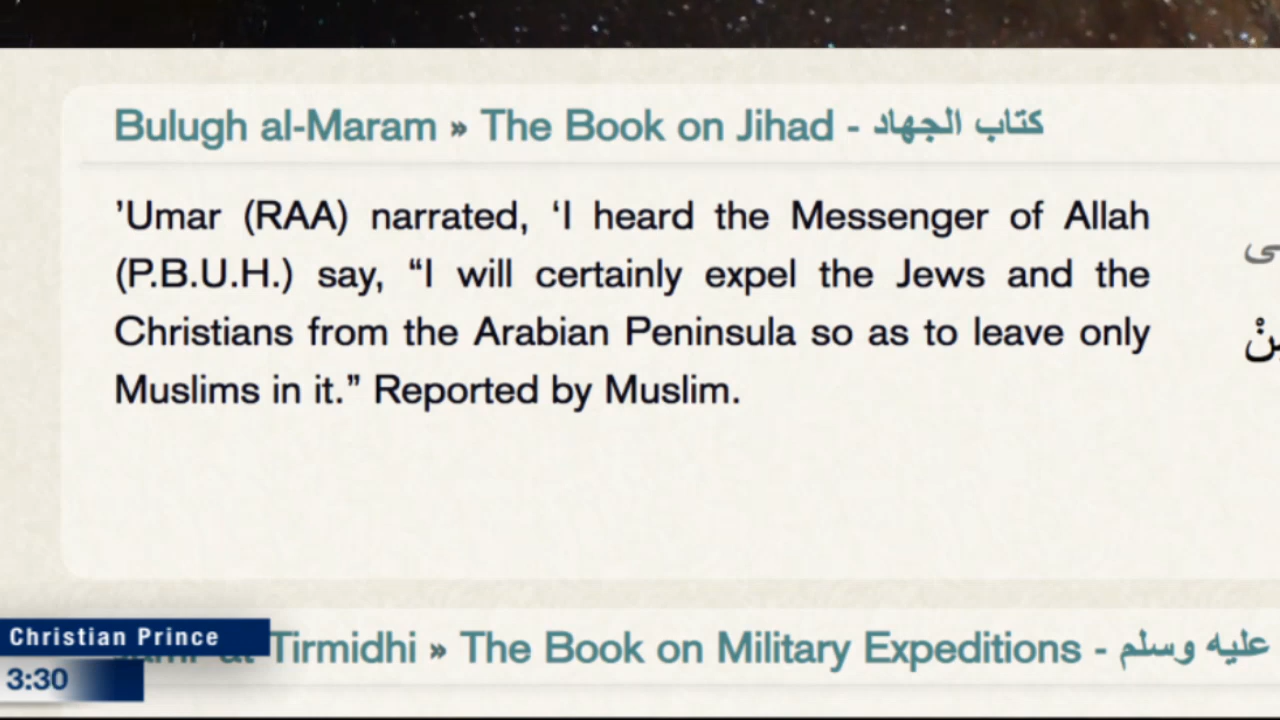 Bulugh al-Maram » The Book on Jihad - كتاب الجهاد
’Umar (RAA) narrated, ‘I heard the Messenger of Allah
(P.B.U.H.) say, “I will certainly expel the Jews and the
Christians from the Arabian Peninsula so as to leave only
Muslims in it.” Reported by Muslim.
Christian Prince
Tirmidhi » The Book on Military Expeditions - عليه وسلم
3:30